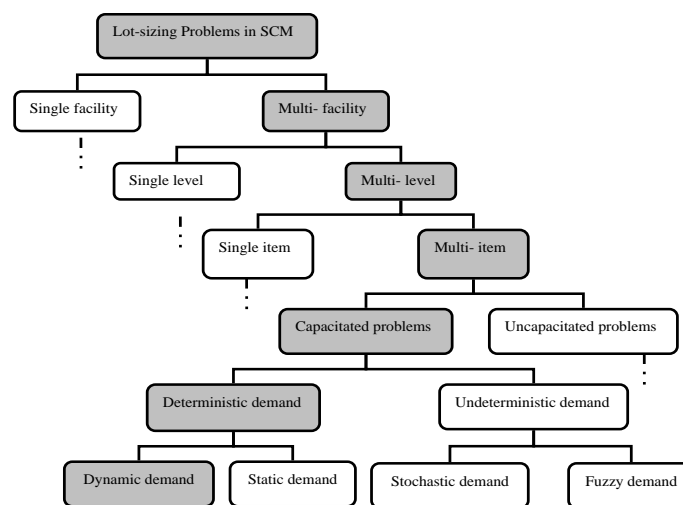 Lot-sizing Problems in SCM
Single facility
Multi- facility
Single level
Multi- level
Single item
Multi- item
Capacitated problems
Uncapacitated problems
Deterministic demand
Undeterministic demand
Dynamic demand
Static demand
Stochastic demand
Fuzzy demand